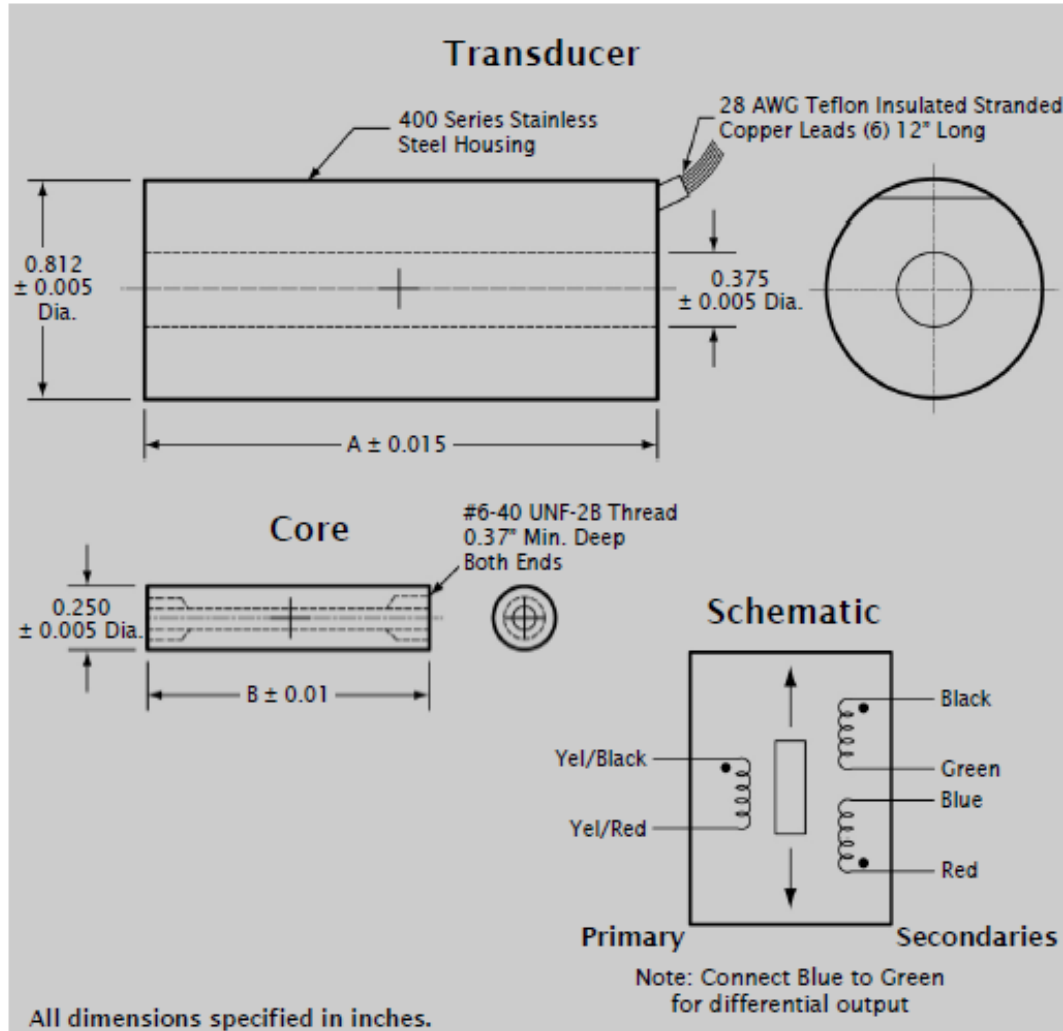 Transducer
400 Series Stainless
Steel Housing
28 AWG Teflon Insulated Stranded
Copper Leads (6) 12" Long
0.812
± 0.005
Dia.
0.375
± 0.005 Dia.
A ± 0.015
Core
#6-40 UNF-2B Thread
0.37" Min. Deep
Both Ends
0.250
± 0.005 Dia.
B ± 0.01
Schematic
Yel/Black
Yel/Red
Black
Green
Blue
Red
Primary
Secondaries
Note: Connect Blue to Green
for differential output
All dimensions specified in inches.